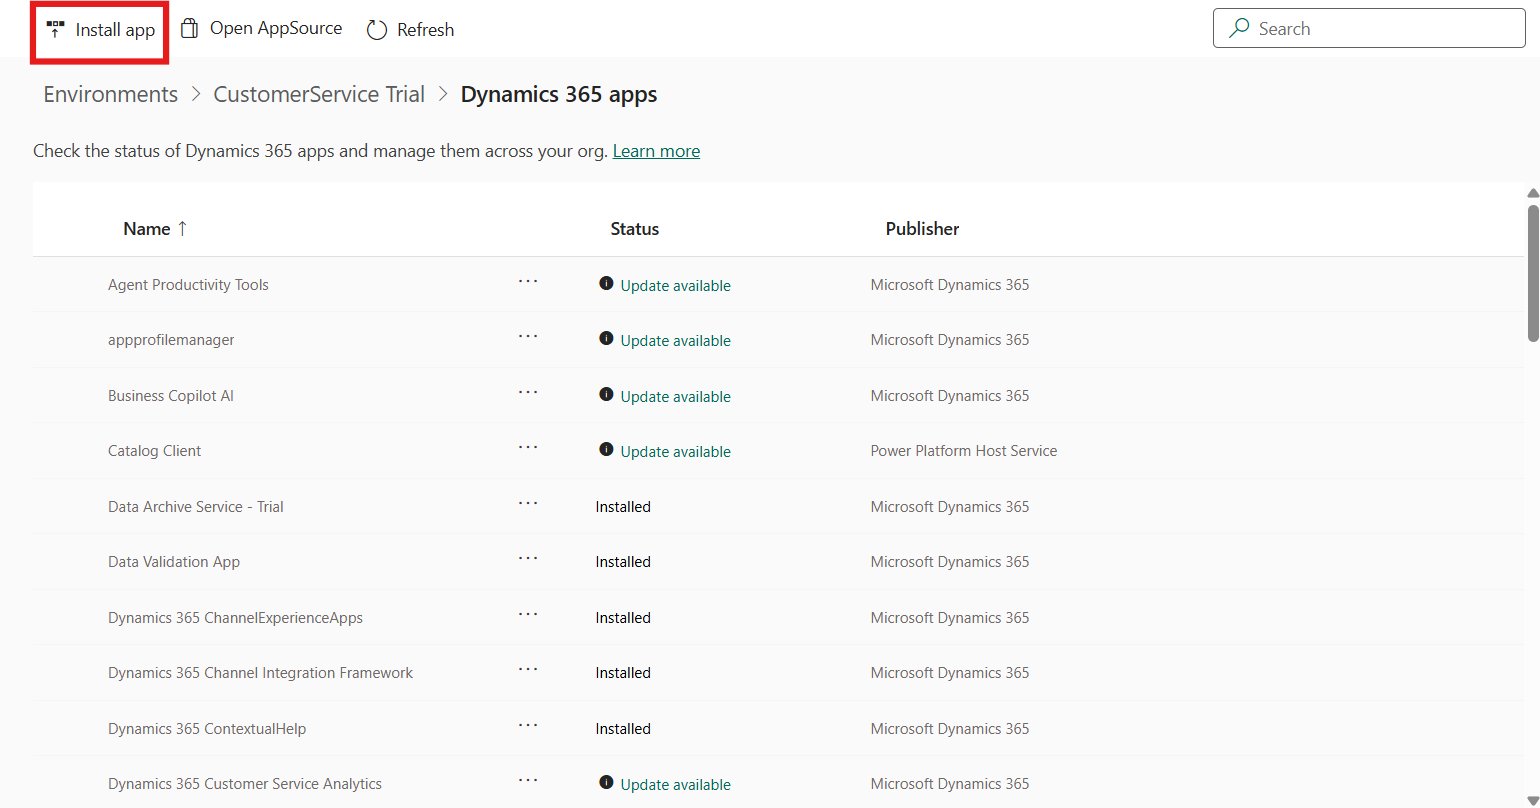 Install app Open AppSource Refresh Search
Environments > CustomerService Trial > Dynamics 365 apps
Check the status of Dynamics 365 apps and manage them across your org. Learn more
Name ↑ Status Publisher
Agent Productivity Tools ... Update available Microsoft Dynamics 365
appprofilemanager ... Update available Microsoft Dynamics 365
Business Copilot AI ... Update available Microsoft Dynamics 365
Catalog Client ... Update available Power Platform Host Service
Data Archive Service - Trial ... Installed Microsoft Dynamics 365
Data Validation App ... Installed Microsoft Dynamics 365
Dynamics 365 ChannelExperienceApps ... Installed Microsoft Dynamics 365
Dynamics 365 Channel Integration Framework ... Installed Microsoft Dynamics 365
Dynamics 365 ContextualHelp ... Installed Microsoft Dynamics 365
Dynamics 365 Customer Service Analytics ... Update available Microsoft Dynamics 365